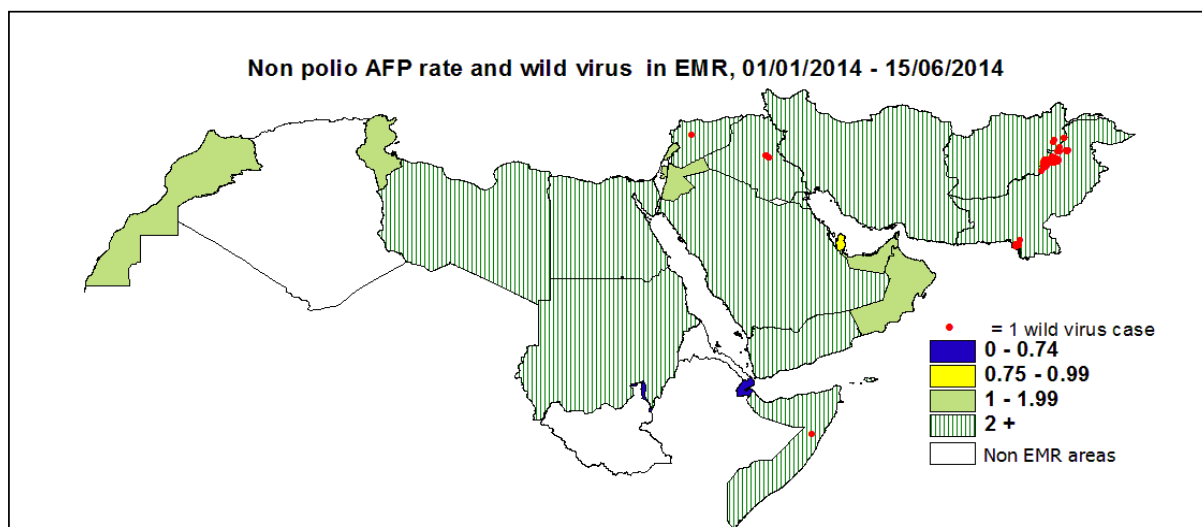 Non polio AFP rate and wild virus in EMR, 01/01/2014 - 15/06/2014
= 1 wild virus case
0 - 0.74
0.75 - 0.99
1 - 1.99
2 +
Non EMR areas